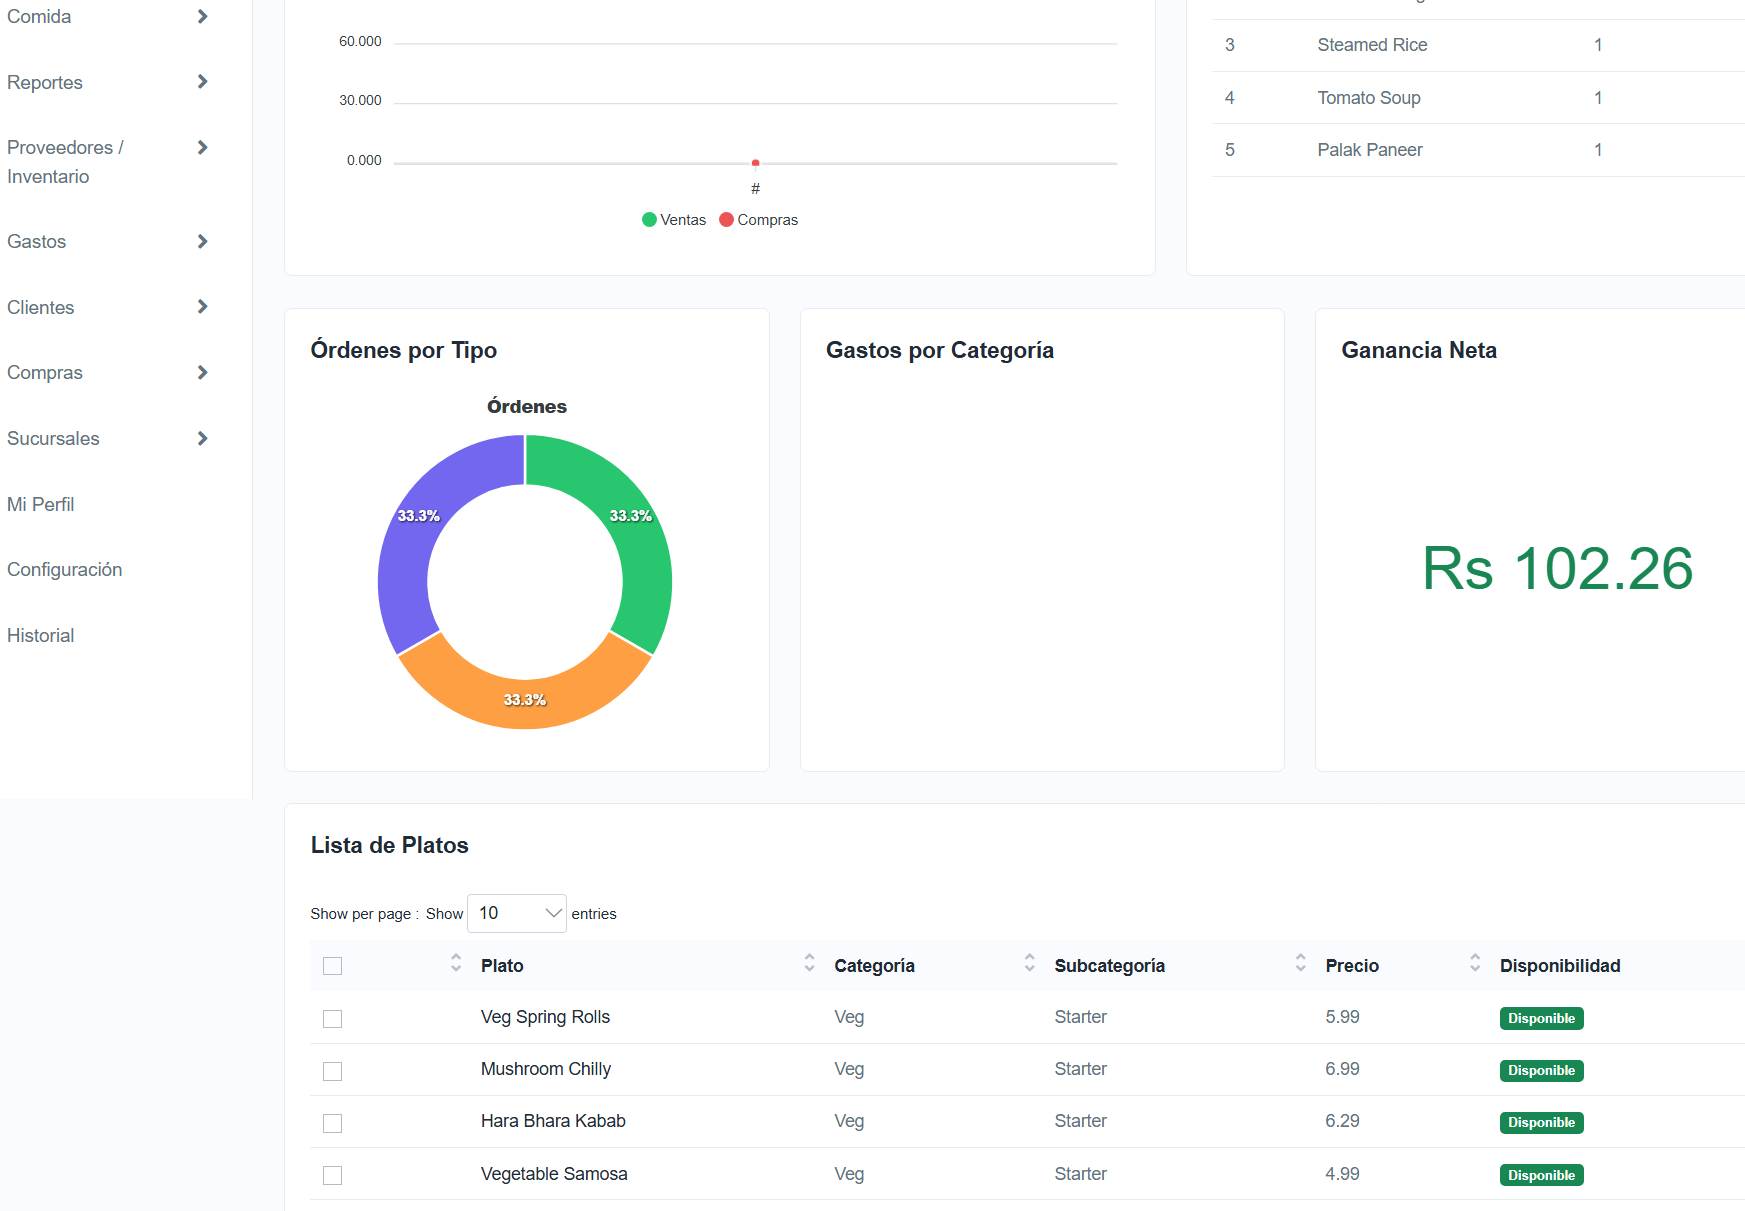 Comida
Reportes
Proveedores /
Inventario
Gastos
Clientes
Compras
Sucursales
Mi Perfil
Configuración
Historial
60.000
30.000
0.000
#
Ventas Compras
3 Steamed Rice 1
4 Tomato Soup 1
5 Palak Paneer 1
Órdenes por Tipo
Órdenes
33.3% 33.3%
33.3%
Gastos por Categoría
Ganancia Neta
Rs 102.26
Lista de Platos
Show per page : Show 10 entries
Plato Categoría Subcategoría Precio Disponibilidad
Veg Spring Rolls Veg Starter 5.99 Disponible
Mushroom Chilly Veg Starter 6.99 Disponible
Hara Bhara Kabab Veg Starter 6.29 Disponible
Vegetable Samosa Veg Starter 4.99 Disponible